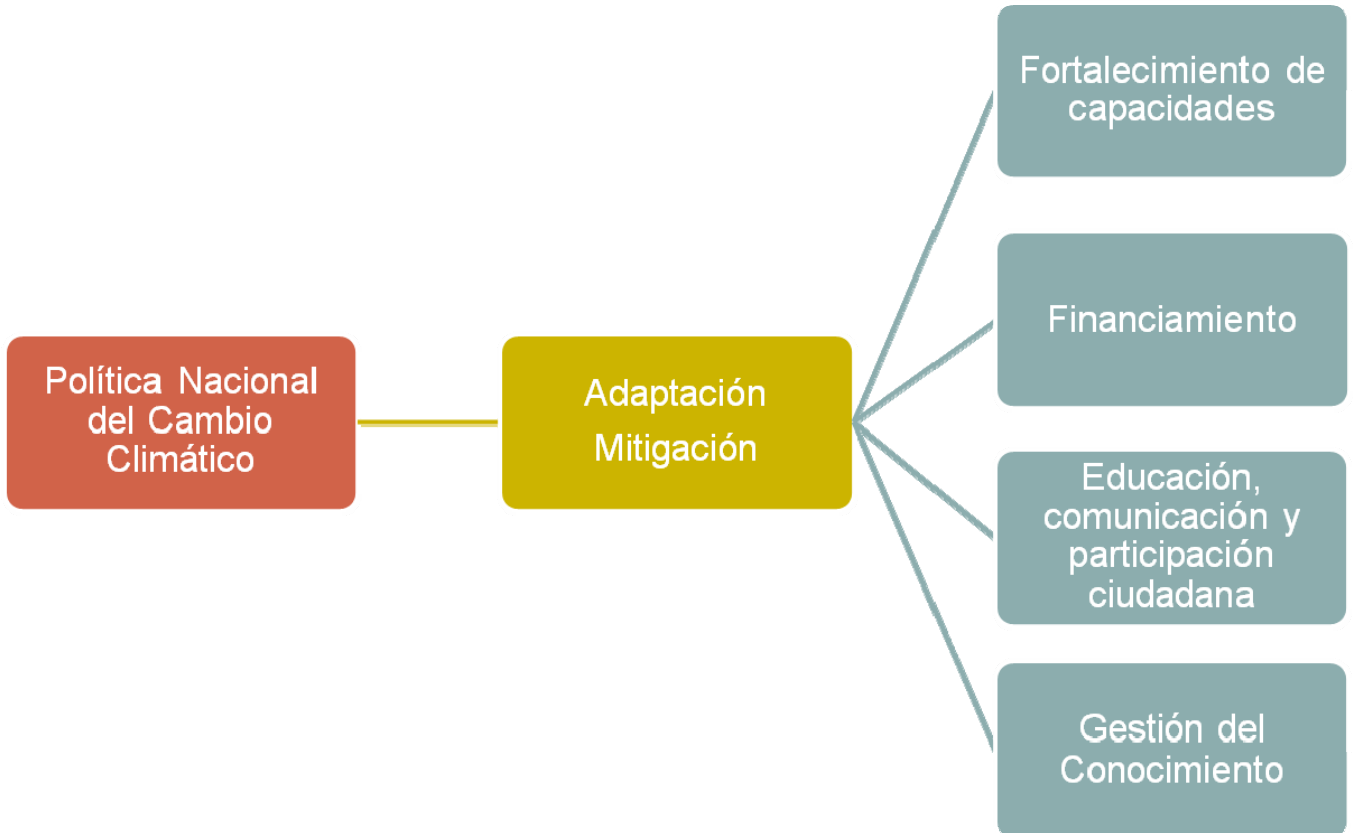 Política Nacional
del Cambio
Climático
Adaptación
Mitigación
Fortalecimiento de
capacidades
Financiamiento
Educación,
comunicación y
participación
ciudadana
Gestión del
Conocimiento